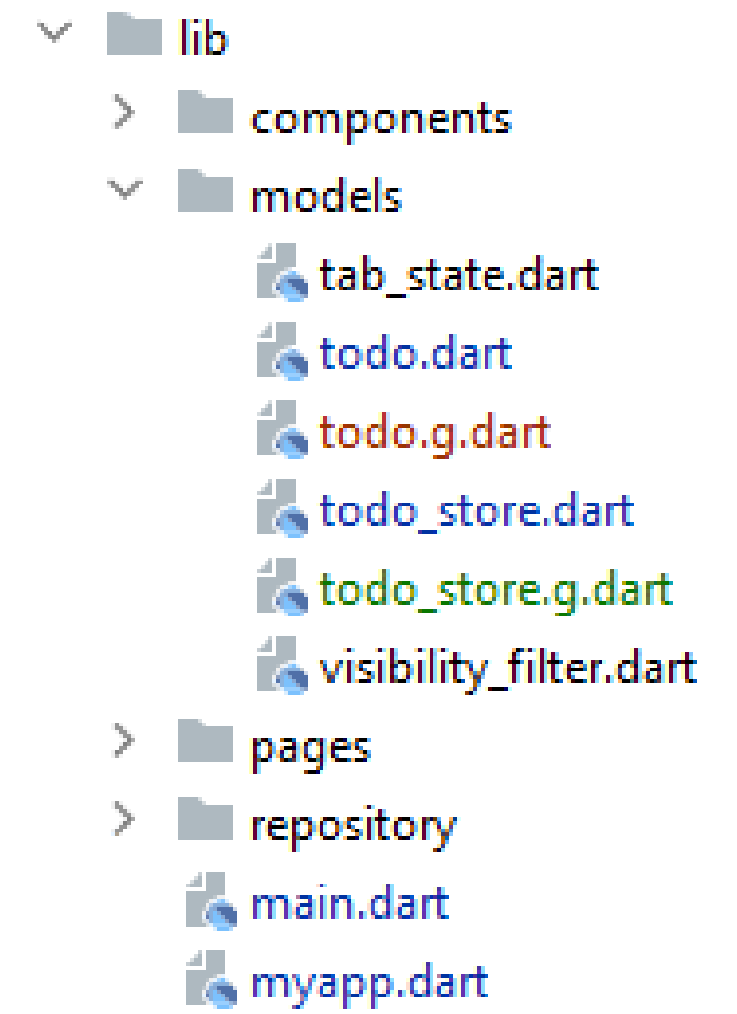 lib
components
models
tab_state.dart
todo.dart
todo.g.dart
todo_store.dart
todo_store.g.dart
visibility_filter.dart
pages
repository
main.dart
myapp.dart